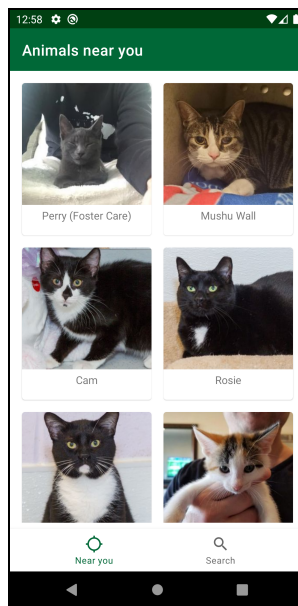 12:58
Animals near you
Perry (Foster Care)
Mushu Wall
Cam
Rosie
Near you
Search